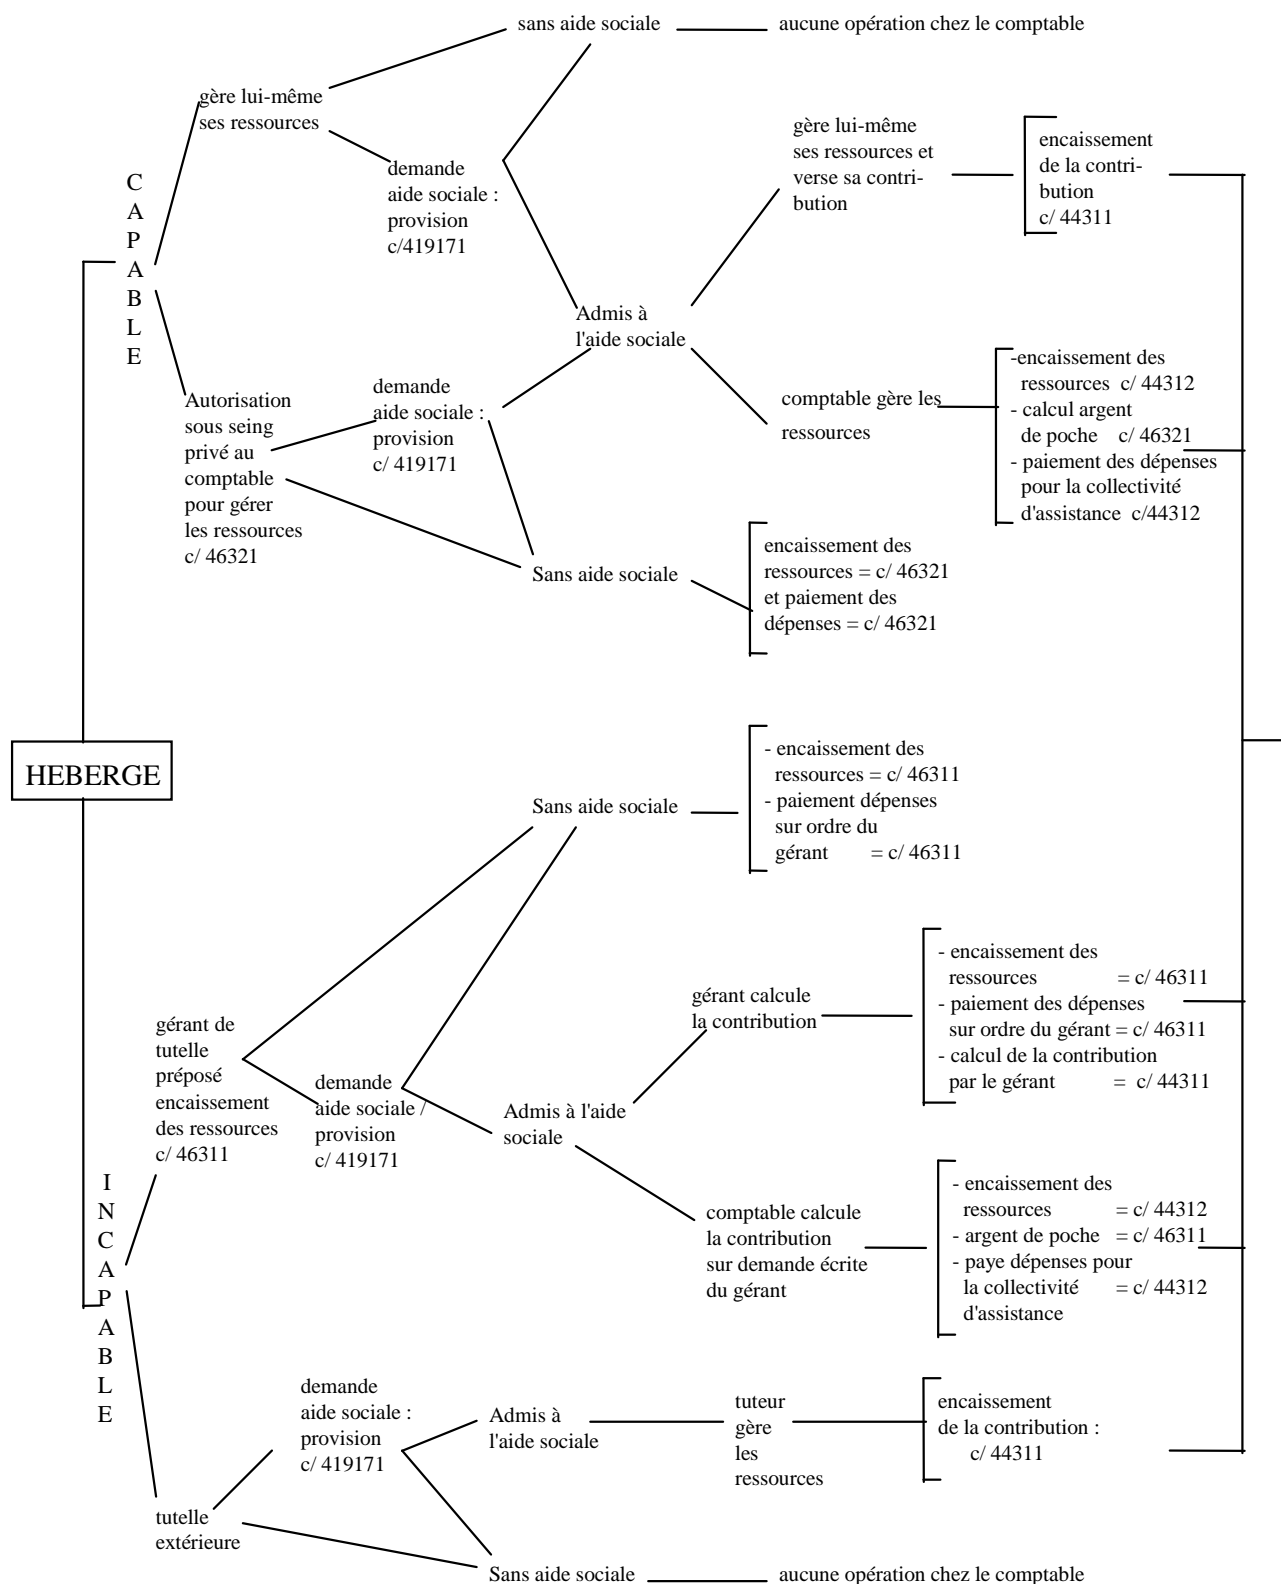 sans aide sociale
aucune opération chez le comptable
gère lui-même
ses ressources
demande
aide sociale :
provision
c/419171
gère lui-même
ses ressources et
verse sa contri-
bution
encaissement
de la contri-
bution
c/ 44311
CAPABLE
Admis à
l'aide sociale
Autorisation
sous seing
privé au
comptable
pour gérer
les ressources
c/ 46321
demande
aide sociale :
provision
c/ 419171
comptable gère les
ressources
-encaissement des
ressources c/ 44312
- calcul argent
de poche c/ 46321
- paiement des dépenses
pour la collectivité
d'assistance c/44312
Sans aide sociale
encaissement des
ressources = c/ 46321
et paiement des
dépenses = c/ 46321
HEBERGE
Sans aide sociale
- encaissement des
ressources = c/ 46311
- paiement dépenses
sur ordre du
gérant = c/ 46311
gérant de
tutelle
préposé
encaissement
des ressources
c/ 46311
demande
aide sociale /
provision
c/ 419171
Admis à l'aide
sociale
gérant calcule
la contribution
- encaissement des
ressources = c/ 46311
- paiement des dépenses
sur ordre du gérant = c/ 46311
- calcul de la contribution
par le gérant = c/ 44311
INCAPABLE
comptable calcule
la contribution
sur demande écrite
du gérant
- encaissement des
ressources = c/ 44312
- argent de poche = c/ 46311
- paye dépenses pour
la collectivité = c/ 44312
d'assistance
demande
aide sociale :
provision
c/ 419171
Admis à
l'aide sociale
tuteur
gère
les
ressources
encaissement
de la contribution :
c/ 44311
tutelle
extérieure
Sans aide sociale
aucune opération chez le comptable